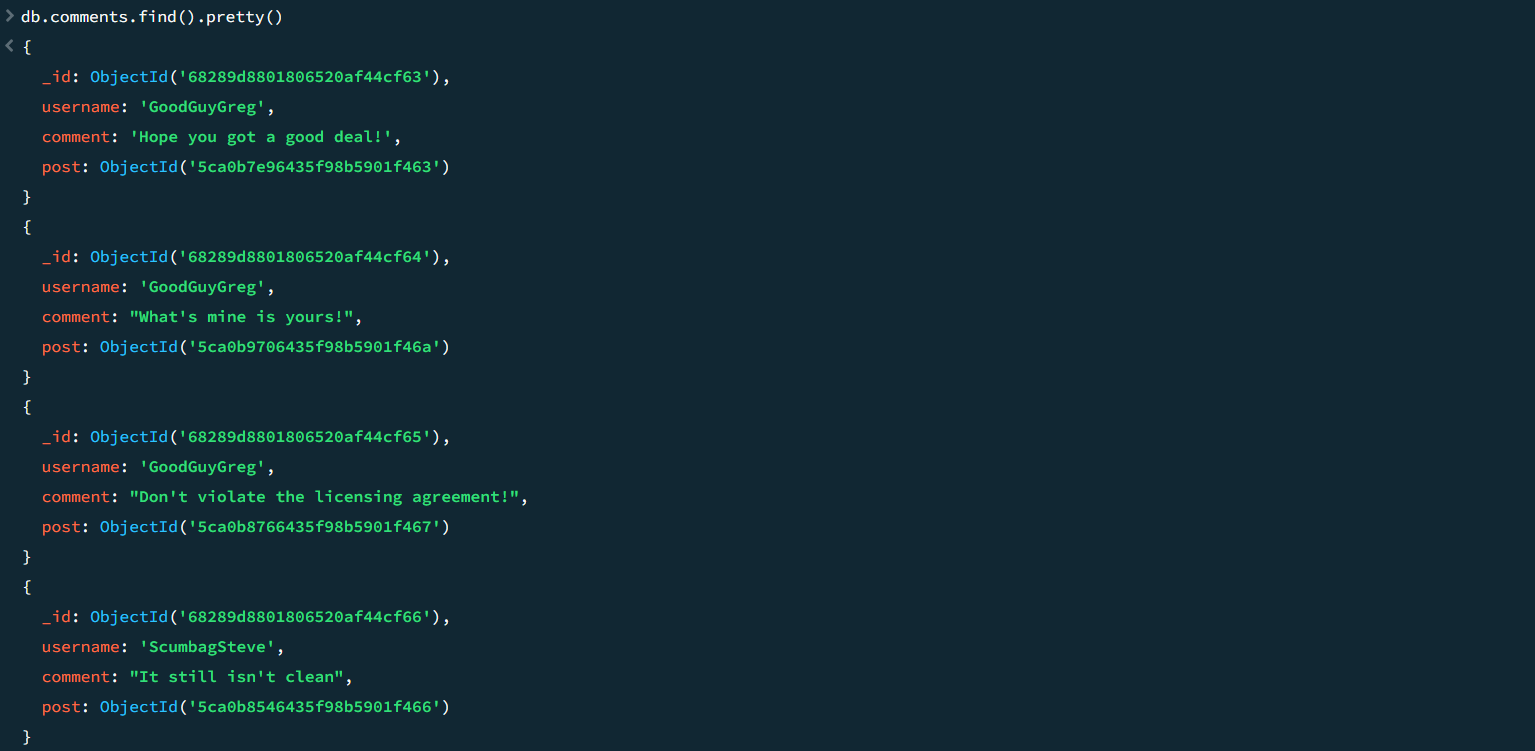 > db.comments.find().pretty()
< {
_id: ObjectId('68289d8801806520af44cf63'),
username: 'GoodGuyGreg',
comment: 'Hope you got a good deal!',
post: ObjectId('5ca0b7e96435f98b5901f463')
}
{
_id: ObjectId('68289d8801806520af44cf64'),
username: 'GoodGuyGreg',
comment: "What's mine is yours!",
post: ObjectId('5ca0b9706435f98b5901f46a')
}
{
_id: ObjectId('68289d8801806520af44cf65'),
username: 'GoodGuyGreg',
comment: "Don't violate the licensing agreement!",
post: ObjectId('5ca0b8766435f98b5901f467')
}
{
_id: ObjectId('68289d8801806520af44cf66'),
username: 'ScumbagSteve',
comment: "It still isn't clean",
post: ObjectId('5ca0b8546435f98b5901f466')
}